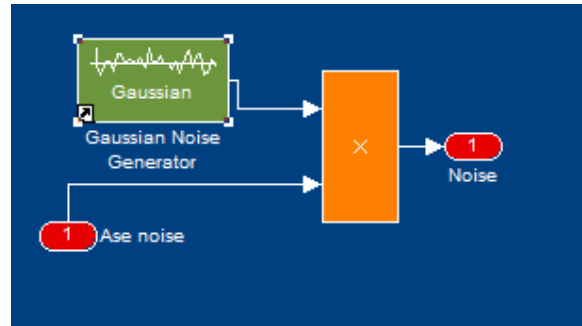 Gaussian
Gaussian Noise
Generator
×
1
Noise
1
Ase noise